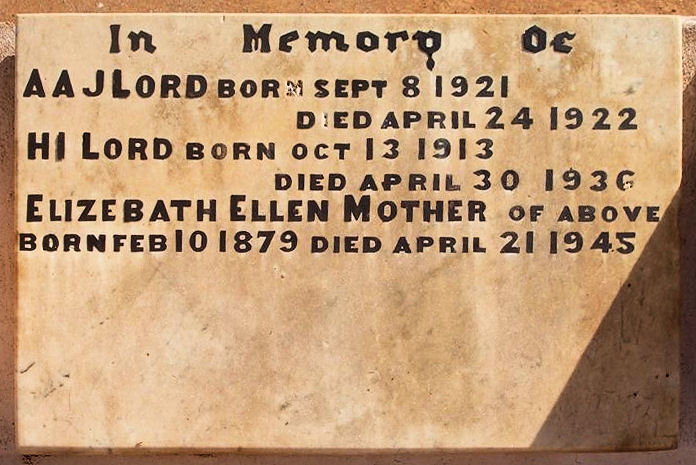 In Memory Of
A A J LORD BORN SEPT 8 1921
DIED APRIL 24 1922
H I LORD BORN OCT 13 1913
DIED APRIL 30 1936
ELIZEBATH ELLEN MOTHER OF ABOVE
BORN FEB 10 1879 DIED APRIL 21 1945